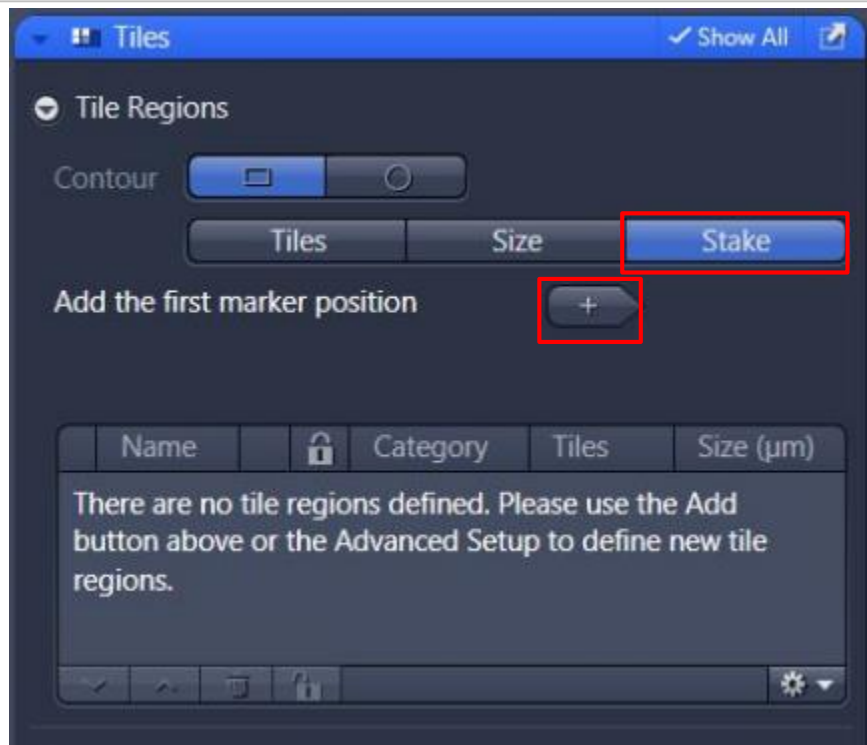 Tiles
Show All
Tile Regions
Contour
Tiles Size Stake
Add the first marker position +
Name Category Tiles Size (µm)
There are no tile regions defined. Please use the Add
button above or the Advanced Setup to define new tile
regions.